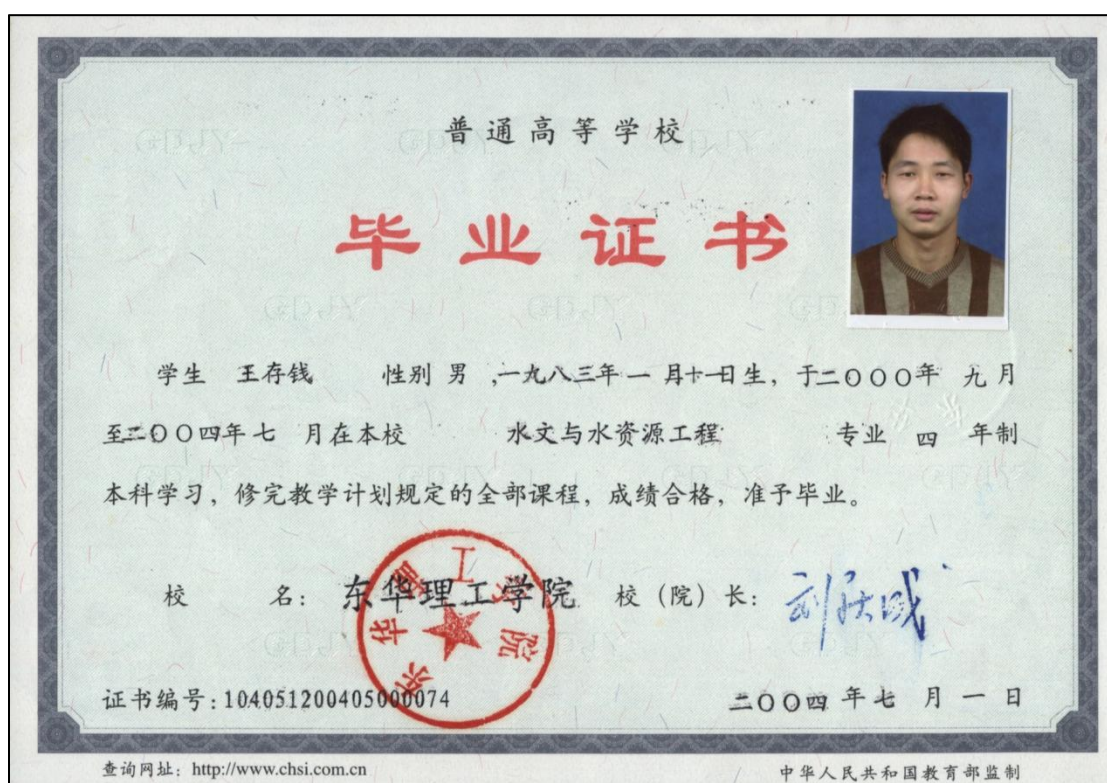 普通高等学校
毕业证书
学生 王存钱 性别 男 ,一九八三年一月十一日生, 于二〇〇〇年 九月
至二〇〇四年七 月在本校 水文与水资源工程 专业 四 年制
本科学习, 修完教学计划规定的全部课程, 成绩合格, 准予毕业。
校 名: 东华理工学院 校(院)长:
东华理工学院
证书编号:104051200405000074 二〇〇四年七 月 一 日
查询网址: http://www.chsi.com.cn 中华人民共和国教育部监制